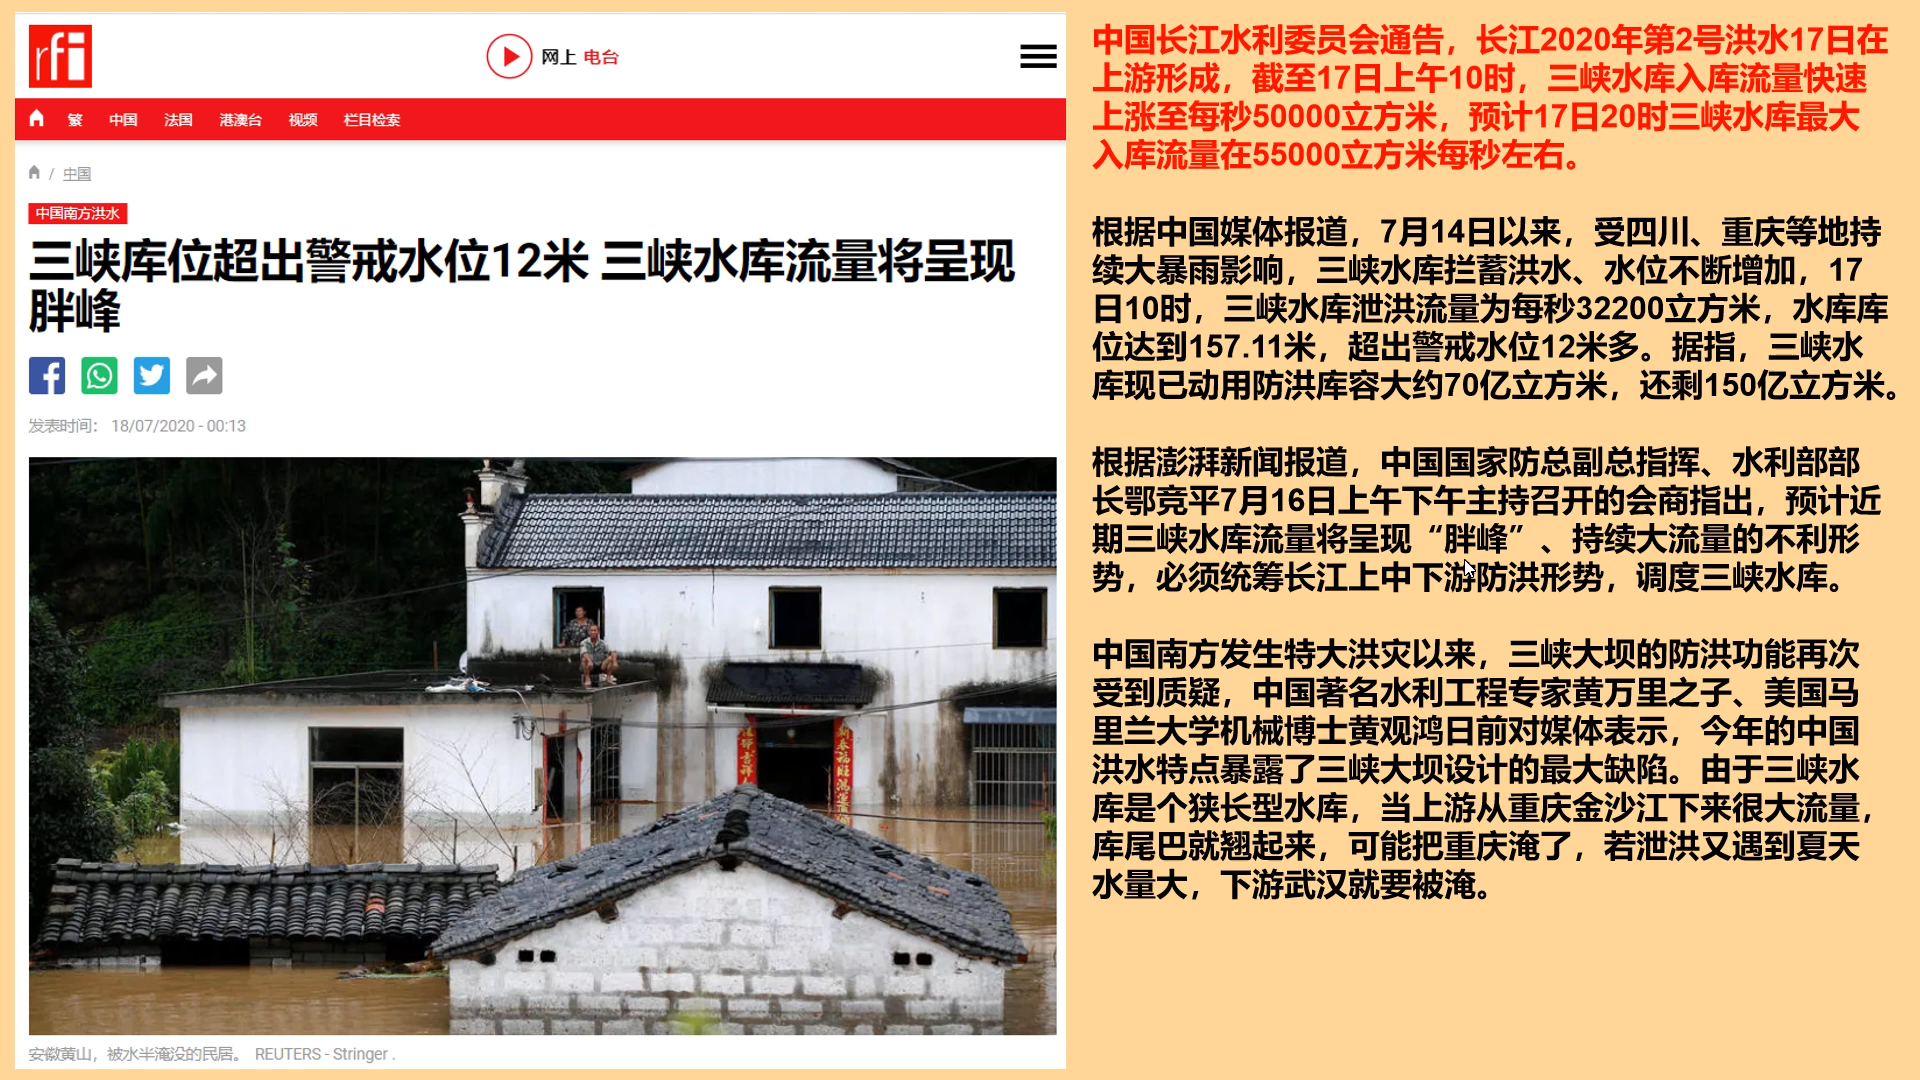 rfi
网上 电台
繁 中国 法国 港澳台 视频 栏目检索
/ 中国
中国南方洪水
三峡库位超出警戒水位12米 三峡水库流量将呈现
胖峰
发表时间： 18/07/2020 - 00:13
安徽黄山，被水半淹没的民居。 REUTERS - Stringer .
中国长江水利委员会通告，长江2020年第2号洪水17日在
上游形成，截至17日上午10时，三峡水库入库流量快速
上涨至每秒50000立方米，预计17日20时三峡水库最大
入库流量在55000立方米每秒左右。
根据中国媒体报道，7月14日以来，受四川、重庆等地持
续大暴雨影响，三峡水库拦蓄洪水、水位不断增加，17
日10时，三峡水库泄洪流量为每秒32200立方米，水库库
位达到157.11米，超出警戒水位12米多。据指，三峡水
库现已动用防洪库容大约70亿立方米，还剩150亿立方米。
根据澎湃新闻报道，中国国家防总副总指挥、水利部部
长鄂竞平7月16日上午下午主持召开的会商指出，预计近
期三峡水库流量将呈现“胖峰”、持续大流量的不利形
势，必须统筹长江上中下游防洪形势，调度三峡水库。
中国南方发生特大洪灾以来，三峡大坝的防洪功能再次
受到质疑，中国著名水利工程专家黄万里之子、美国马
里兰大学机械博士黄观鸿日前对媒体表示，今年的中国
洪水特点暴露了三峡大坝设计的最大缺陷。由于三峡水
库是个狭长型水库，当上游从重庆金沙江下来很大流量，
库尾巴就翘起来，可能把重庆淹了，若泄洪又遇到夏天
水量大，下游武汉就要被淹。